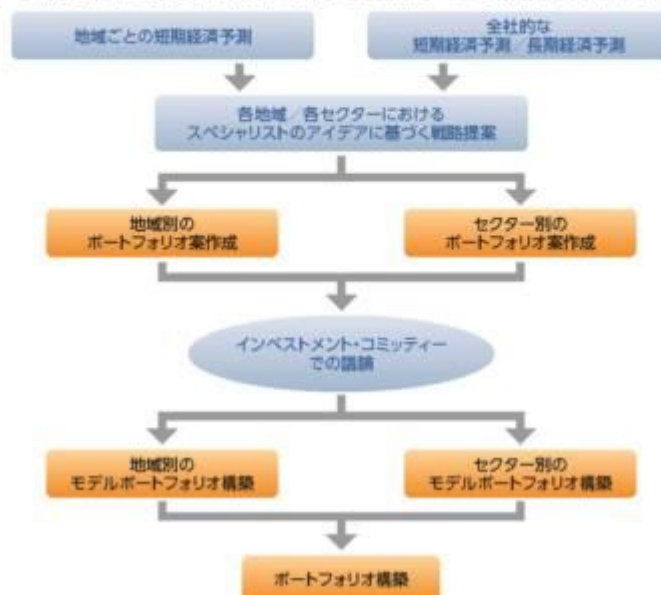 地域ごとの短期経済予測
全社的な
短期経済予測/長期経済予測
各地域/各セクターにおける
スペシャリストのアイデアに基づく戦略提案
地域別の
ポートフォリオ案作成
セクター別の
ポートフォリオ案作成
インベストメント・コミッティー
での議論
地域別の
モデルポートフォリオ構築
セクター別の
モデルポートフォリオ構築
ポートフォリオ構築